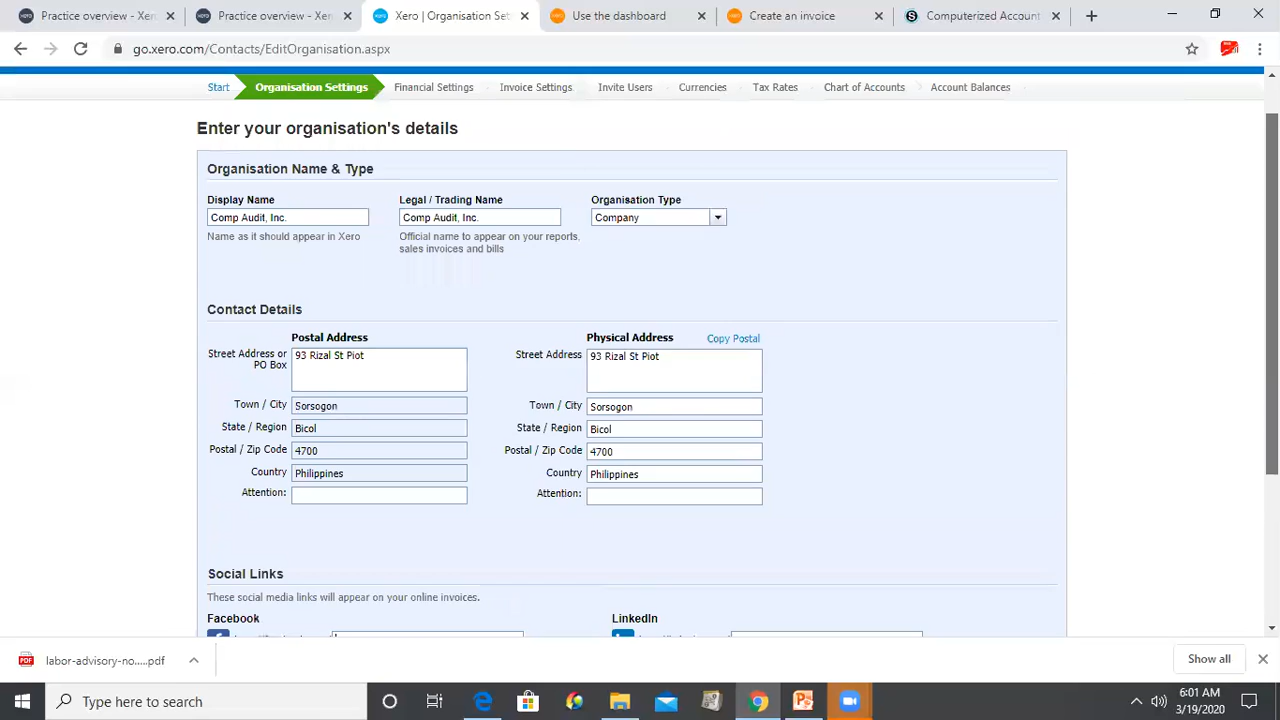 Practice overview - Xe
Practice overview - Xe
Xero | Organisation Set
Use the dashboard
Create an invoice
Computerized Account
go.xero.com/Contacts/EditOrganisation.aspx
Start
Organisation Settings
Financial Settings
Invoice Settings
Invite Users
Currencies
Tax Rates
Chart of Accounts
Account Balances
Enter your organisation's details
Organisation Name & Type
Display Name
Legal / Trading Name
Organisation Type
Comp Audit, Inc.
Comp Audit, Inc.
Company
Name as it should appear in Xero
Official name to appear on your reports,
sales invoices and bills
Contact Details
Postal Address
Physical Address
Copy Postal
Street Address or
PO Box
93 Rizal St Piot
Street Address
93 Rizal St Piot
Town / City
Sorsogon
Town / City
Sorsogon
State / Region
Bicol
State / Region
Bicol
Postal / Zip Code
4700
Postal / Zip Code
4700
Country
Philippines
Country
Philippines
Attention:
Attention:
Social Links
These social media links will appear on your online invoices.
Facebook
LinkedIn
labor-advisory-no.....pdf
Show all
Type here to search
6:01 AM
3/19/2020